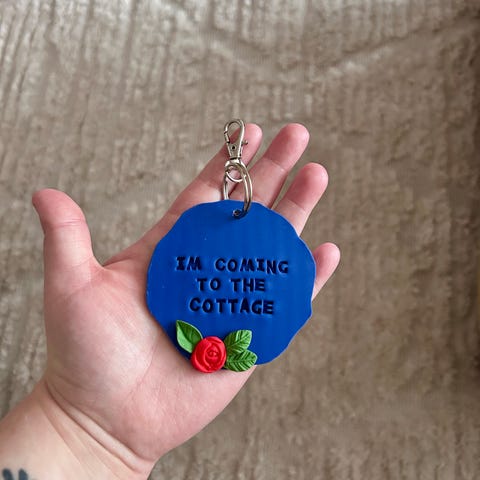 IM COMING
TO THE
COTTAGE